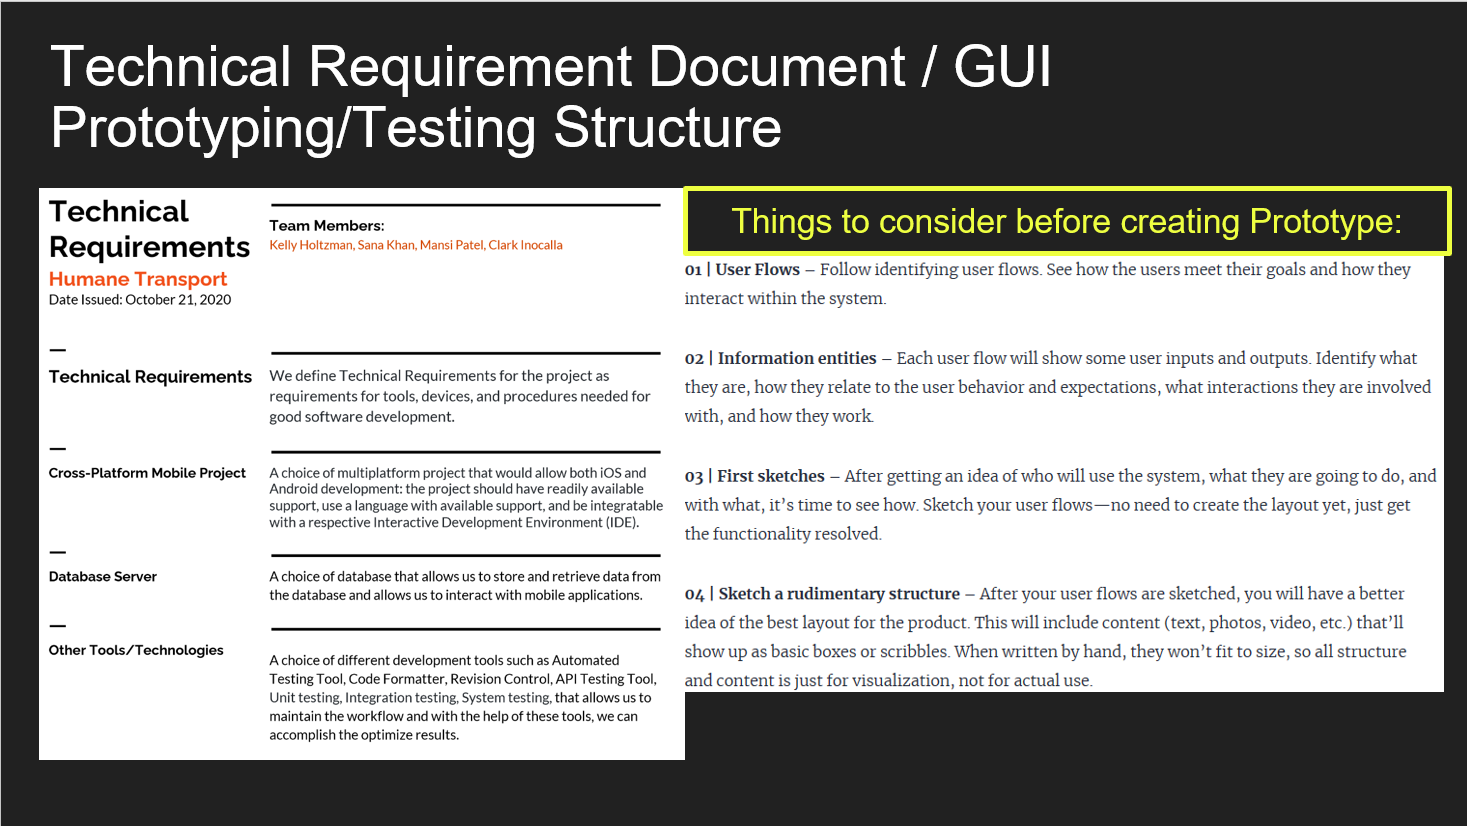 Technical Requirement Document / GUI
Prototyping/Testing Structure
Technical
Requirements
Humane Transport
Date Issued: October 21, 2020
Team Members:
Kelly Holtzman, Sana Khan, Mansi Patel, Clark Inocalla
—
Technical Requirements
We define Technical Requirements for the project as
requirements for tools, devices, and procedures needed for
good software development.
—
Cross-Platform Mobile Project
A choice of multiplatform project that would allow both iOS and
Android development: the project should have readily available
support, use a language with available support, and be integratable
with a respective Interactive Development Environment (IDE).
—
Database Server
A choice of database that allows us to store and retrieve data from
the database and allows us to interact with mobile applications.
—
Other Tools/Technologies
A choice of different development tools such as Automated
Testing Tool, Code Formatter, Revision Control, API Testing Tool,
Unit testing, Integration testing, System testing, that allows us to
maintain the workflow and with the help of these tools, we can
accomplish the optimize results.
Things to consider before creating Prototype:
01 | User Flows – Follow identifying user flows. See how the users meet their goals and how they
interact within the system.
02 | Information entities – Each user flow will show some user inputs and outputs. Identify what
they are, how they relate to the user behavior and expectations, what interactions they are involved
with, and how they work.
03 | First sketches – After getting an idea of who will use the system, what they are going to do, and
with what, it’s time to see how. Sketch your user flows—no need to create the layout yet, just get
the functionality resolved.
04 | Sketch a rudimentary structure – After your user flows are sketched, you will have a better
idea of the best layout for the product. This will include content (text, photos, video, etc.) that’ll
show up as basic boxes or scribbles. When written by hand, they won’t fit to size, so all structure
and content is just for visualization, not for actual use.